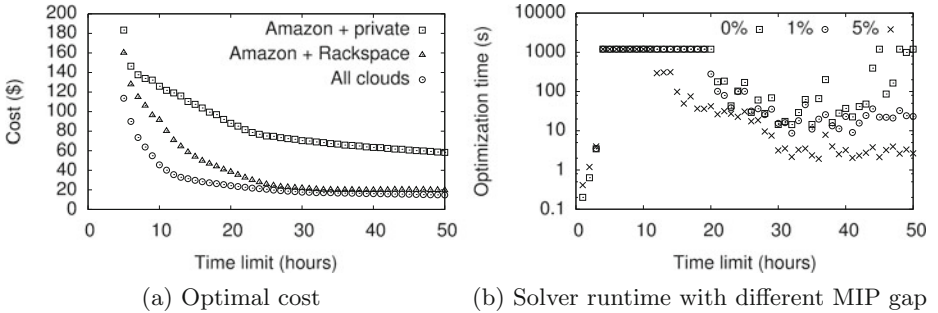 200
180
160
140
120
100
80
60
40
20
0
Cost ($)
Amazon + private
Amazon + Rackspace
All clouds
0 10 20 30 40 50
Time limit (hours)
(a) Optimal cost
10000
1000
100
10
1
0.1
Optimization time (s)
0% 1% 5%
0 10 20 30 40 50
Time limit (hours)
(b) Solver runtime with different MIP gap